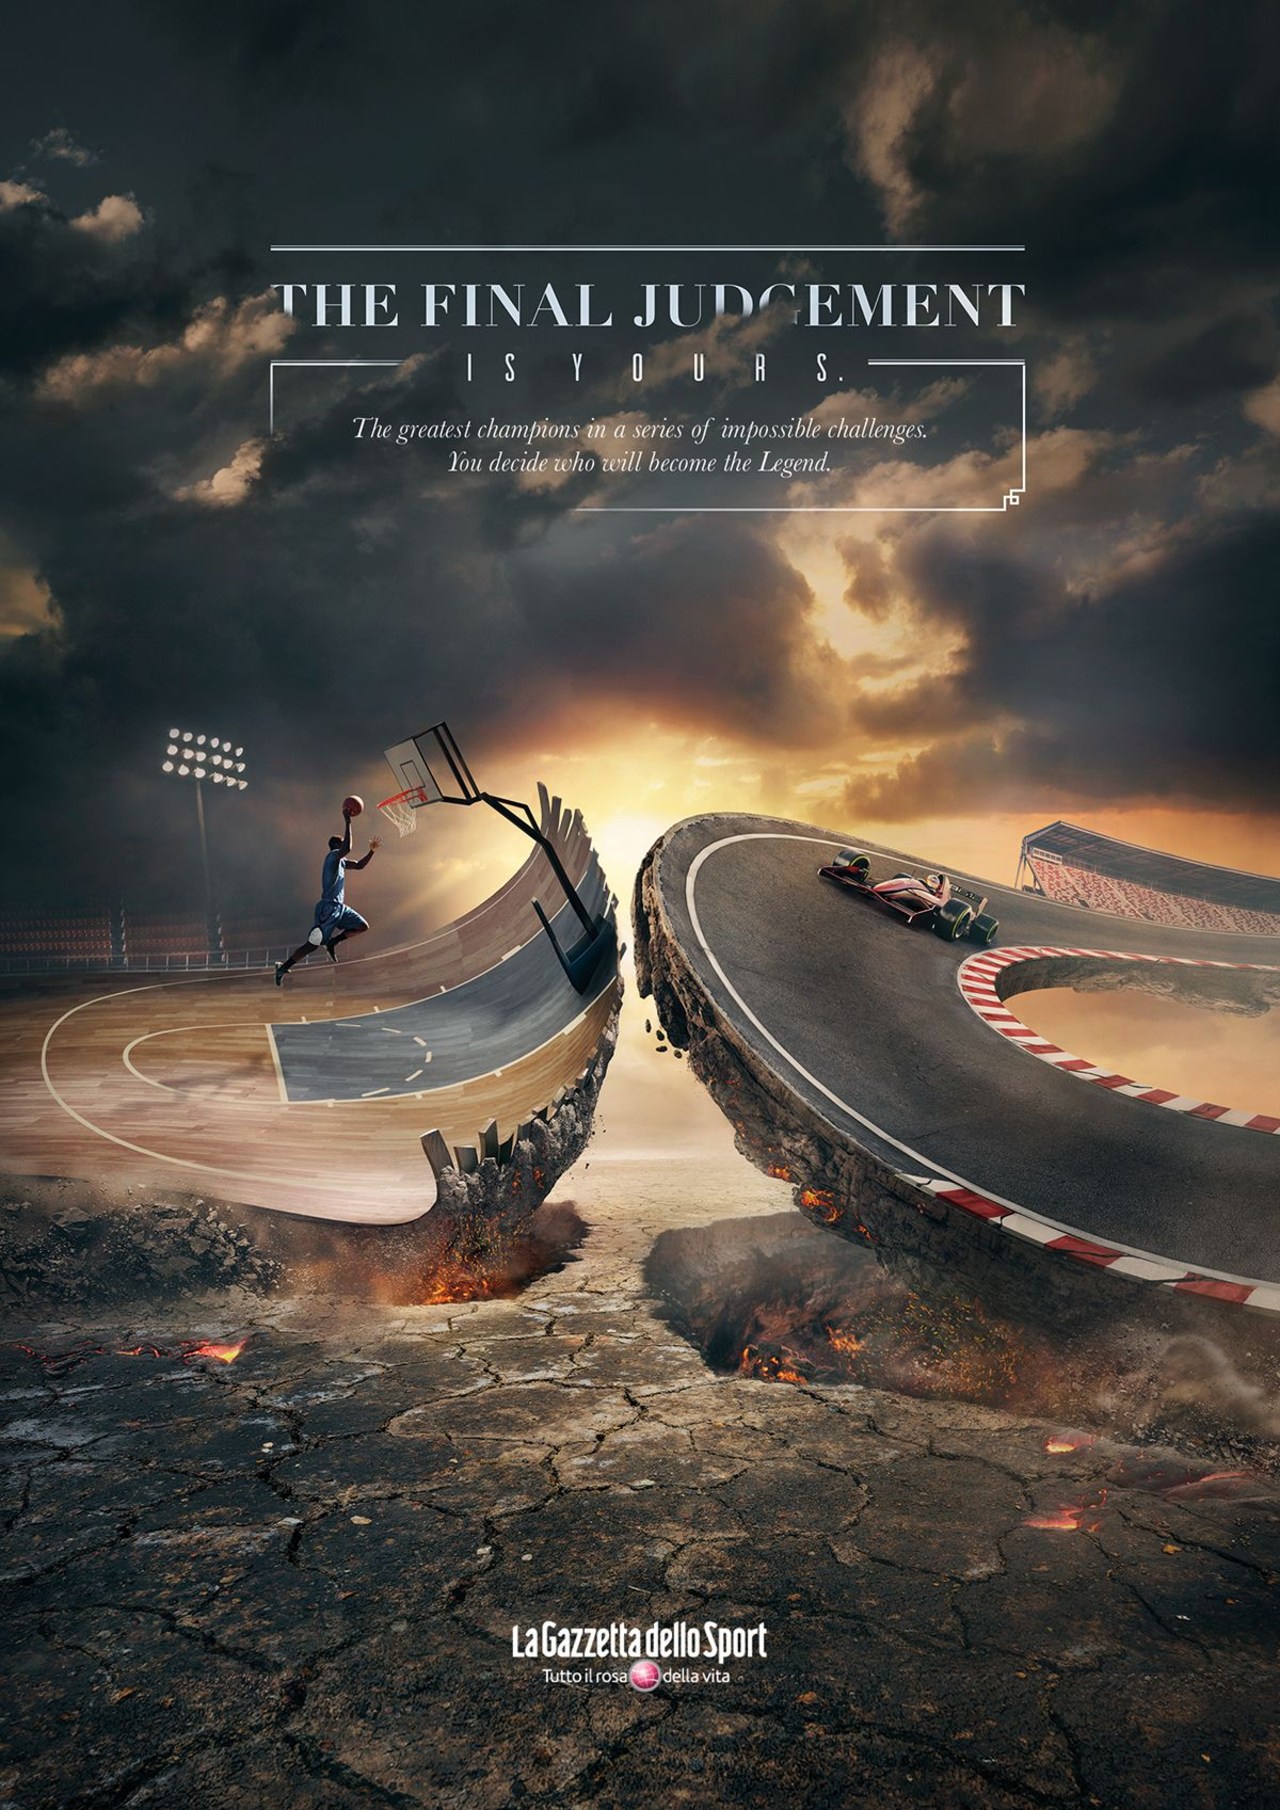 THE FINAL JUDGEMENT
IS YOURS.
The greatest champions in a series of impossible challenges.
You decide who will become the Legend.
La Gazzetta dello Sport
Tutto il rosa della vita